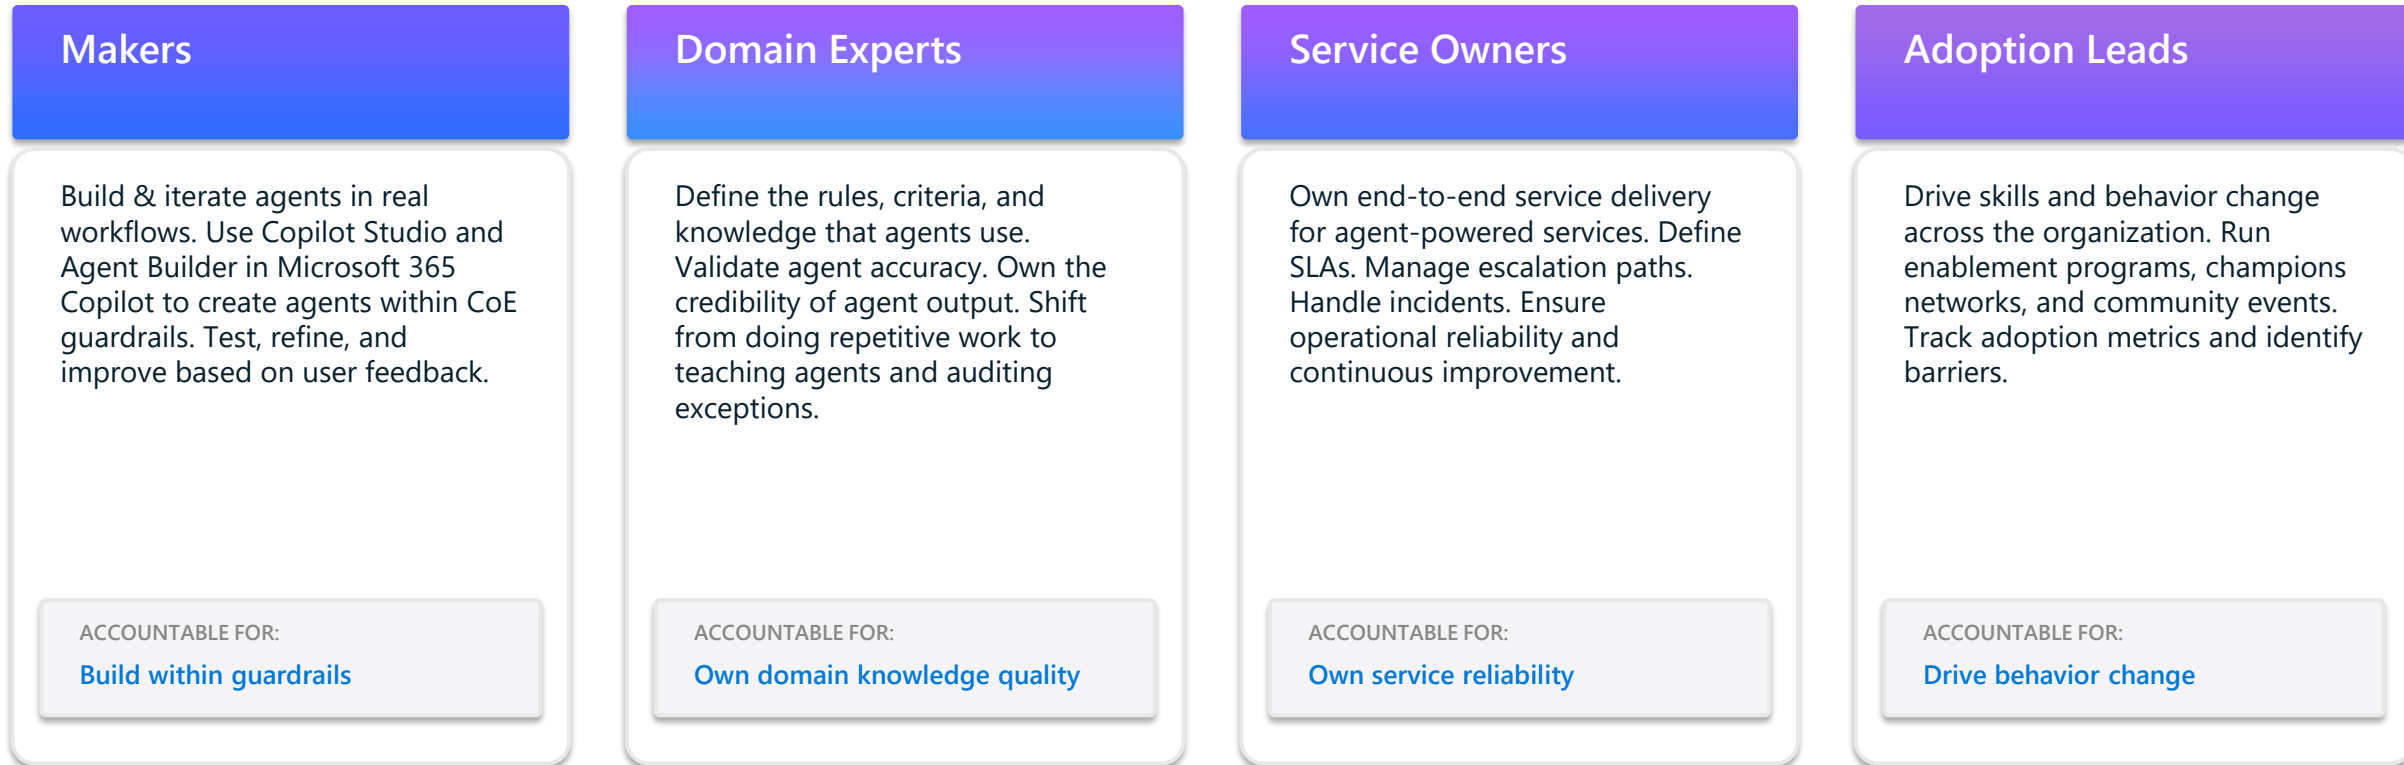 Makers
Build & iterate agents in real
workflows. Use Copilot Studio and
Agent Builder in Microsoft 365
Copilot to create agents within CoE
guardrails. Test, refine, and
improve based on user feedback.
ACCOUNTABLE FOR:
Build within guardrails
Domain Experts
Define the rules, criteria, and
knowledge that agents use.
Validate agent accuracy. Own the
credibility of agent output. Shift
from doing repetitive work to
teaching agents and auditing
exceptions.
ACCOUNTABLE FOR:
Own domain knowledge quality
Service Owners
Own end-to-end service delivery
for agent-powered services. Define
SLAs. Manage escalation paths.
Handle incidents. Ensure
operational reliability and
continuous improvement.
ACCOUNTABLE FOR:
Own service reliability
Adoption Leads
Drive skills and behavior change
across the organization. Run
enablement programs, champions
networks, and community events.
Track adoption metrics and identify
barriers.
ACCOUNTABLE FOR:
Drive behavior change